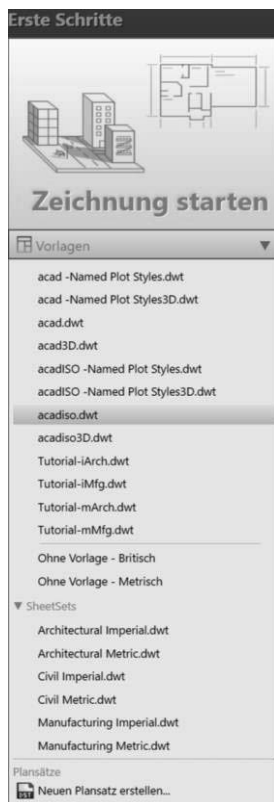 Erste Schritte
Zeichnung starten
Vorlagen
acad -Named Plot Styles.dwt
acad -Named Plot Styles3D.dwt
acad.dwt
acad3D.dwt
acadISO -Named Plot Styles.dwt
acadISO -Named Plot Styles3D.dwt
acadiso.dwt
acadiso3D.dwt
Tutorial-iArch.dwt
Tutorial-iMfg.dwt
Tutorial-mArch.dwt
Tutorial-mMfg.dwt
Ohne Vorlage - Britisch
Ohne Vorlage - Metrisch
SheetSets
Architectural Imperial.dwt
Architectural Metric.dwt
Civil Imperial.dwt
Civil Metric.dwt
Manufacturing Imperial.dwt
Manufacturing Metric.dwt
Plansätze
Neuen Plansatz erstellen...